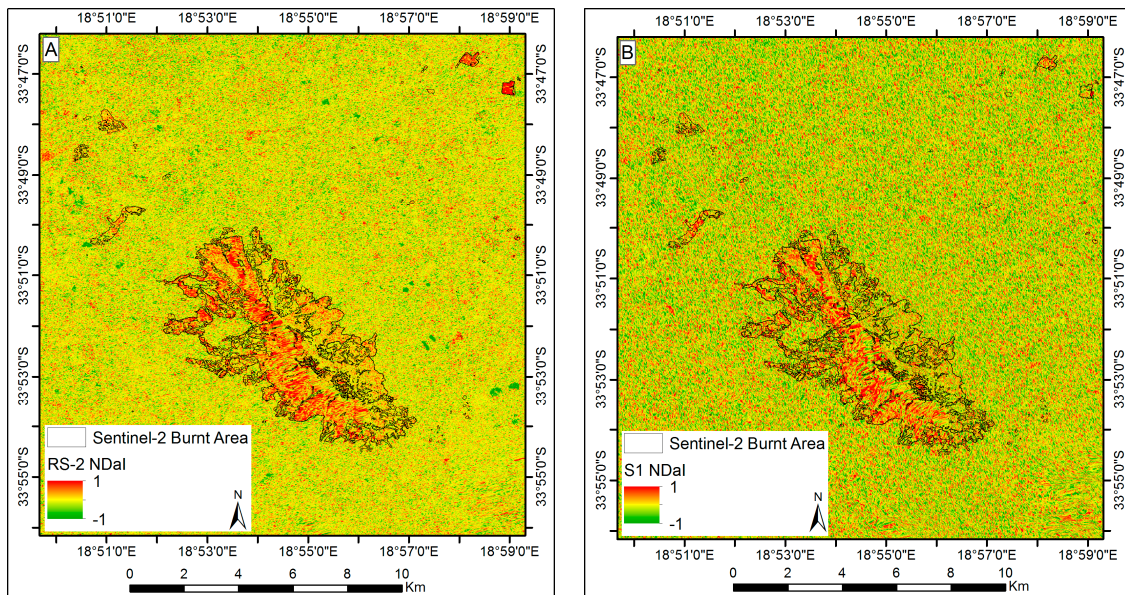 18°51'0"E 18°53'0"E 18°55'0"E 18°57'0"E 18°59'0"E
A
33°47'0"S 33°47'0"S
33°49'0"S 33°49'0"S
33°51'0"S 33°51'0"S
33°53'0"S 33°53'0"S
33°55'0"S 33°55'0"S
Sentinel-2 Burnt Area
RS-2 NDaI
1
-1
N
18°51'0"E 18°53'0"E 18°55'0"E 18°57'0"E 18°59'0"E
0 2 4 6 8 10
Km
18°51'0"E 18°53'0"E 18°55'0"E 18°57'0"E 18°59'0"E
B
33°47'0"S 33°47'0"S
33°49'0"S 33°49'0"S
33°51'0"S 33°51'0"S
33°53'0"S 33°53'0"S
33°55'0"S 33°55'0"S
Sentinel-2 Burnt Area
S1 NDaI
1
-1
N
18°51'0"E 18°53'0"E 18°55'0"E 18°57'0"E 18°59'0"E
0 2 4 6 8 10
Km